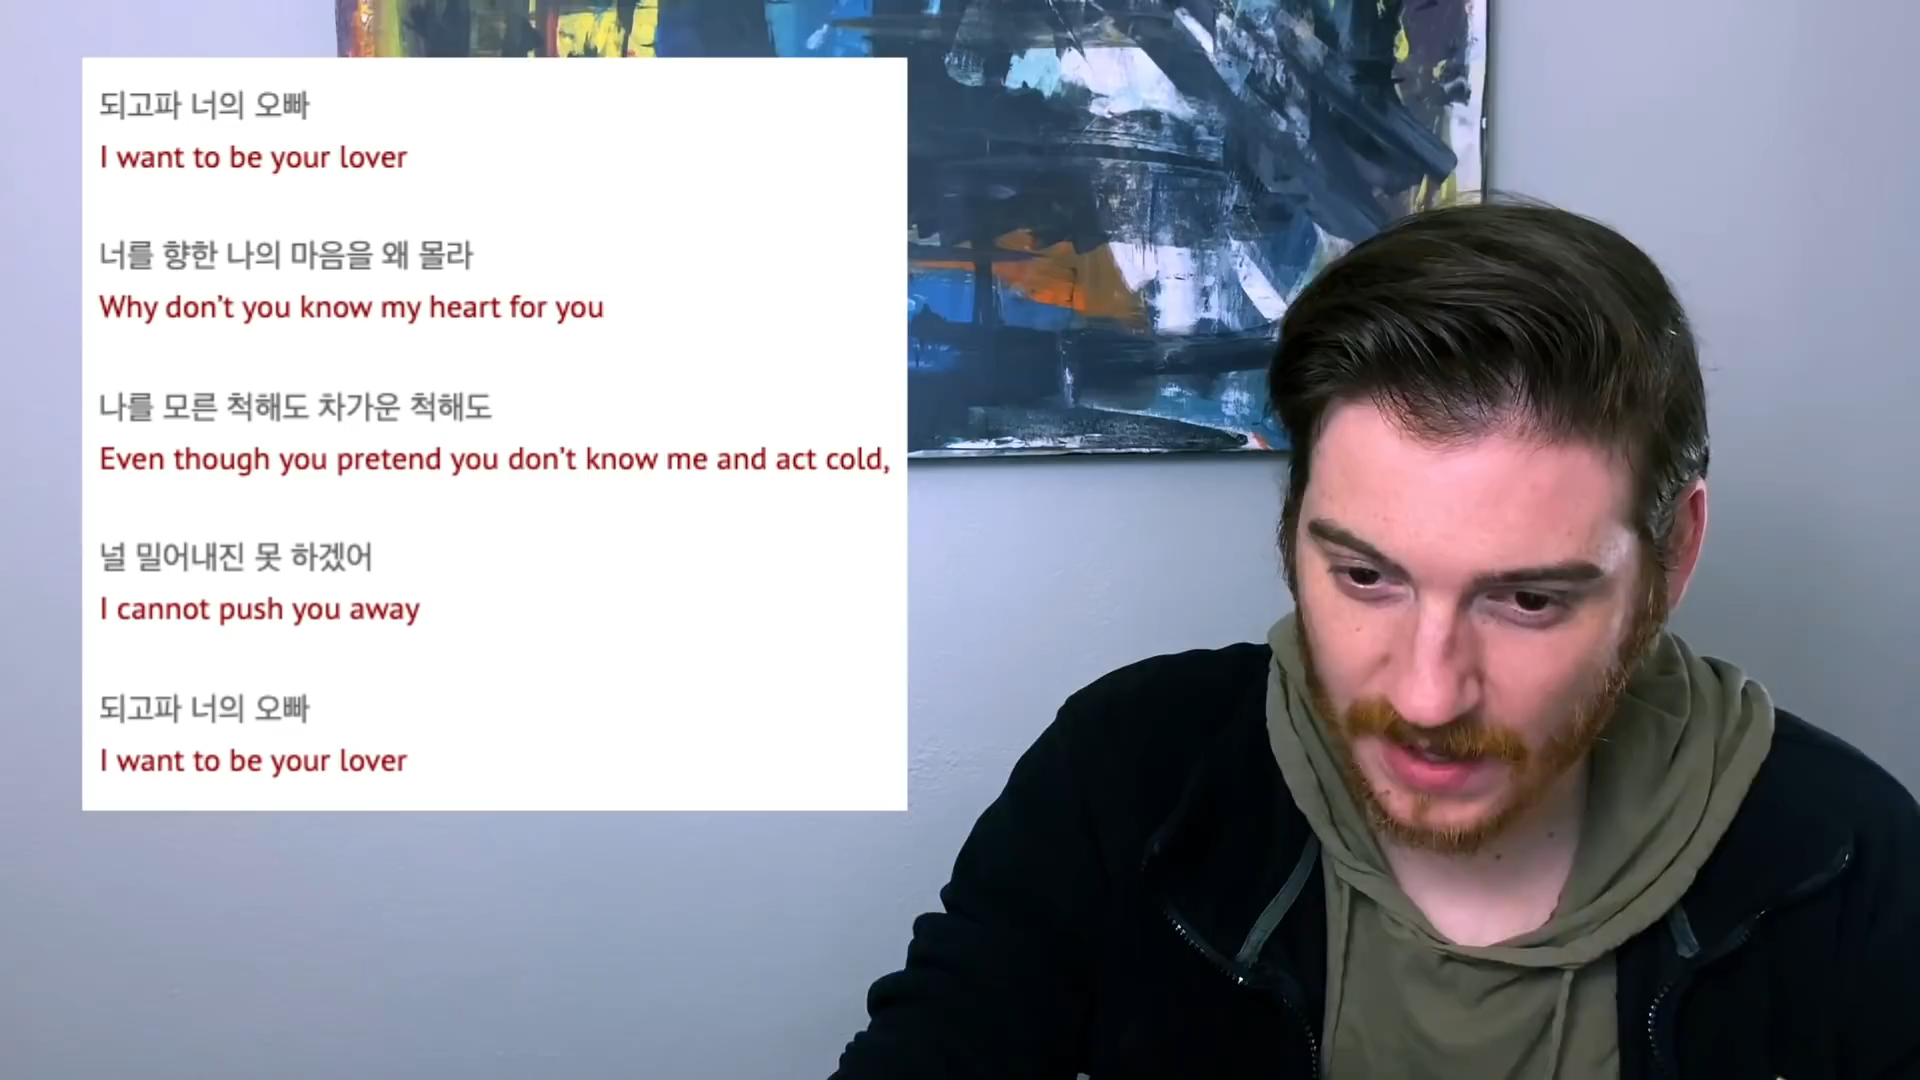 되고파 너의 오빠
I want to be your lover
너를 향한 나의 마음을 왜 몰라
Why don't you know my heart for you
나를 모른 척해도 차가운 척해도
Even though you pretend you don't know me and act cold,
널 밀어내진 못 하겠어
I cannot push you away
되고파 너의 오빠
I want to be your lover